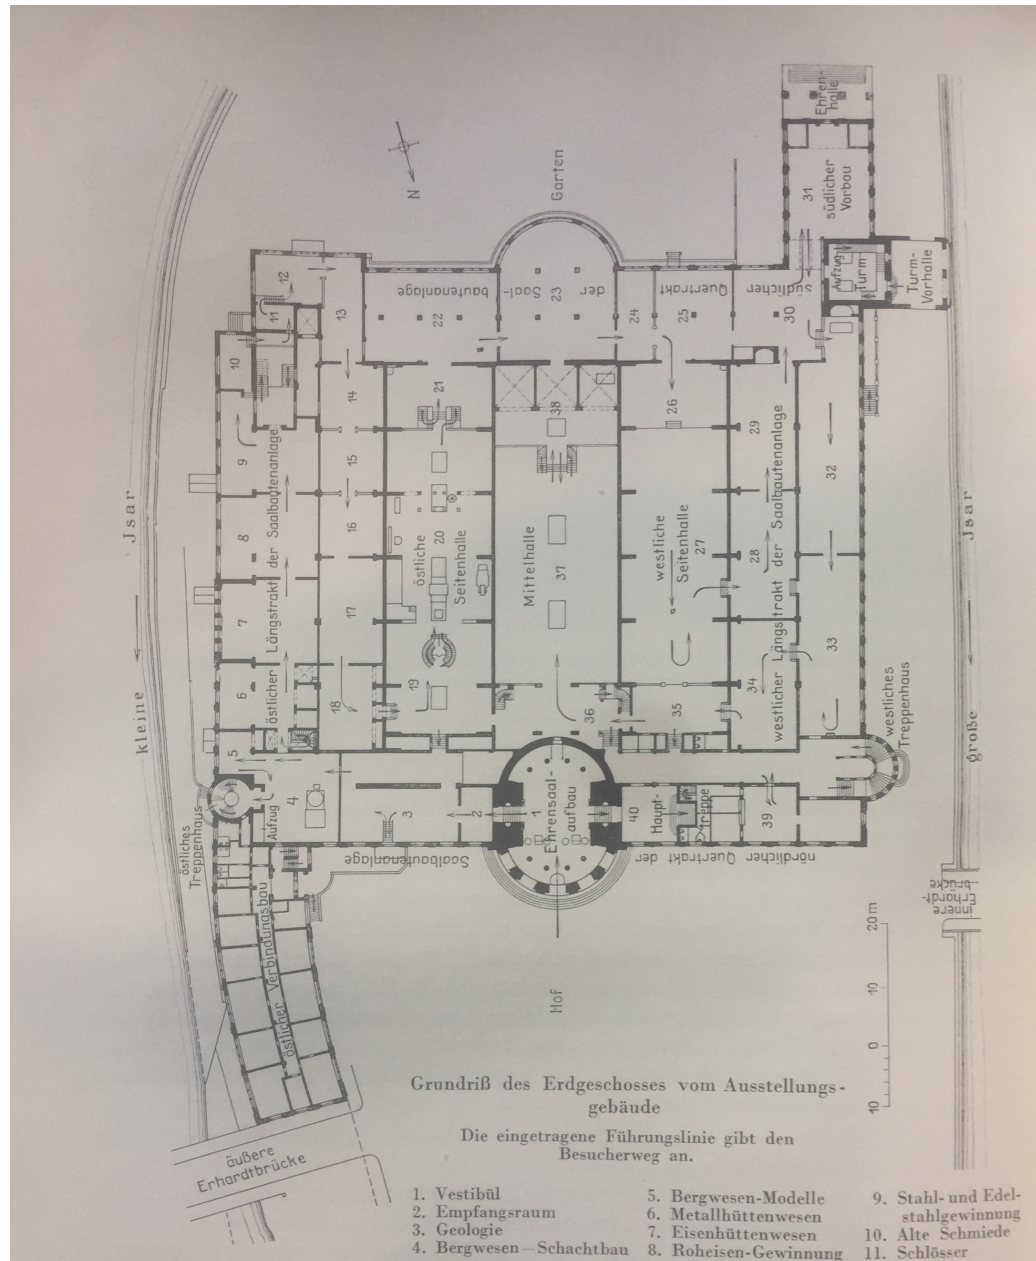 Ehren-
halle
31
südlicher
Vorbau
Aufzug
Turm
Turm-
Vorhalle
N
Garten
12
11
13
10
22
Saal-
bautenanlage
23
der
24
25
Quertrakt
südlicher
30
14
21
38
26
29
32
9
15
8
16
20
östliche
Seitenhalle
Mittelhalle
37
westliche
Seitenhalle
27
28
westlicher Längstrakt der Saalbautenanlage
östlicher Längstrakt der Saalbautenanlage
7
17
33
6
18
19
36
35
34
westliches
Treppenhaus
5
4
Aufzug
3
2
1
Ehrensaal-
aufbau
40
Haupt-
Treppe
39
östliches
Treppenhaus
Saalbautenanlage
nördlicher Quertrakt der
kleine Jsar
große Jsar
innere
Erhardt-
brücke
östlicher Verbindungsbau
Hof
äußere
Erhardtbrücke
10 0 10 20 m
Grundriß des Erdgeschosses vom Ausstellungs-
gebäude
Die eingetragene Führungslinie gibt den
Besucherweg an.
1. Vestibül
2. Empfangsraum
3. Geologie
4. Bergwesen—Schachtbau
5. Bergwesen-Modelle
6. Metallhüttenwesen
7. Eisenhüttenwesen
8. Roheisen-Gewinnung
9. Stahl- und Edel-
stahlgewinnung
10. Alte Schmiede
11. Schlösser